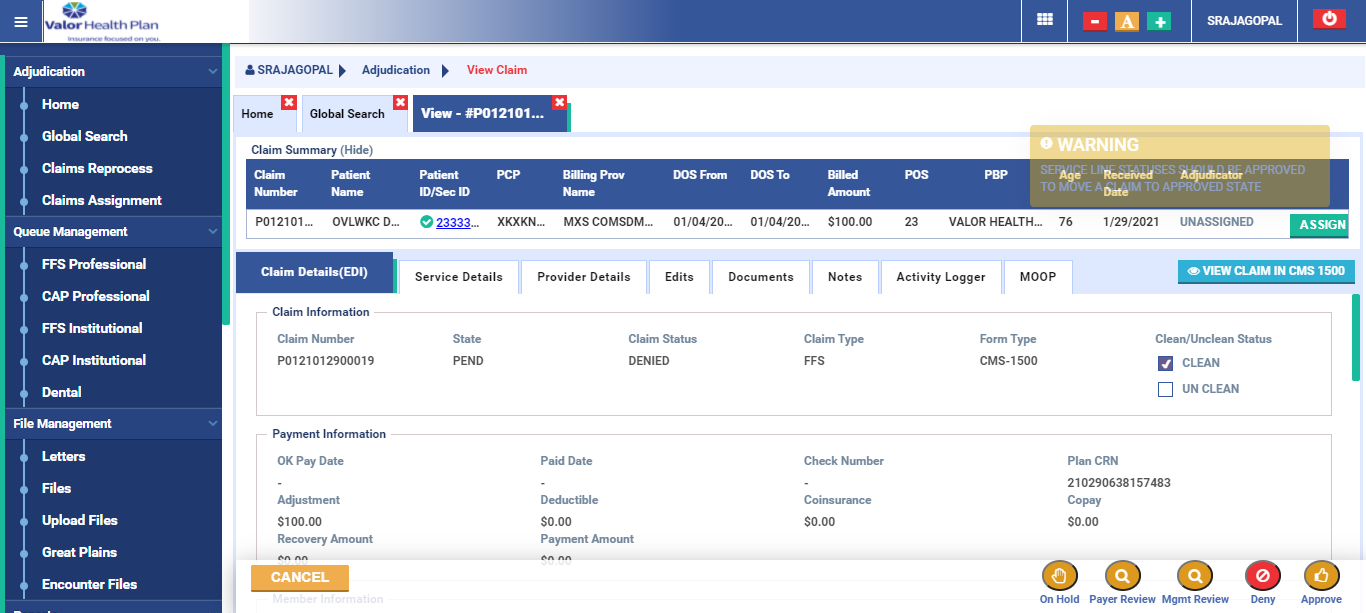 Valor Health Plan
Insurance focused on you.
A
SRAJAGOPAL
Adjudication
Home
Global Search
Claims Reprocess
Claims Assignment
Queue Management
FFS Professional
CAP Professional
FFS Institutional
CAP Institutional
Dental
File Management
Letters
Files
Upload Files
Great Plains
Encounter Files
SRAJAGOPAL Adjudication View Claim
Home Global Search View - #P012101...
WARNING
SERVICE LINE STATUSES SHOULD BE APPROVED
TO MOVE A CLAIM TO APPROVED STATE
Claim Summary (Hide)
Claim Number Patient Name Patient ID/Sec ID PCP Billing Prov Name DOS From DOS To Billed Amount POS PBP Age Received Date Adjudicator
P012101... OVLWKC D... 23333... XKXKN... MXS COMSDM... 01/04/20... 01/04/20... $100.00 23 VALOR HEALTH... 76 1/29/2021 UNASSIGNED ASSIGN
Claim Details(EDI) Service Details Provider Details Edits Documents Notes Activity Logger MOOP VIEW CLAIM IN CMS 1500
Claim Information
Claim Number State Claim Status Claim Type Form Type Clean/Unclean Status
P0121012900019 PEND DENIED FFS CMS-1500 CLEAN
UN CLEAN
Payment Information
OK Pay Date Paid Date Check Number Plan CRN
- - - 210290638157483
Adjustment Deductible Coinsurance Copay
$100.00 $0.00 $0.00 $0.00
Recovery Amount Payment Amount
$0.00 $0.00
CANCEL
Member Information
On Hold Payer Review Mgmt Review Deny Approve